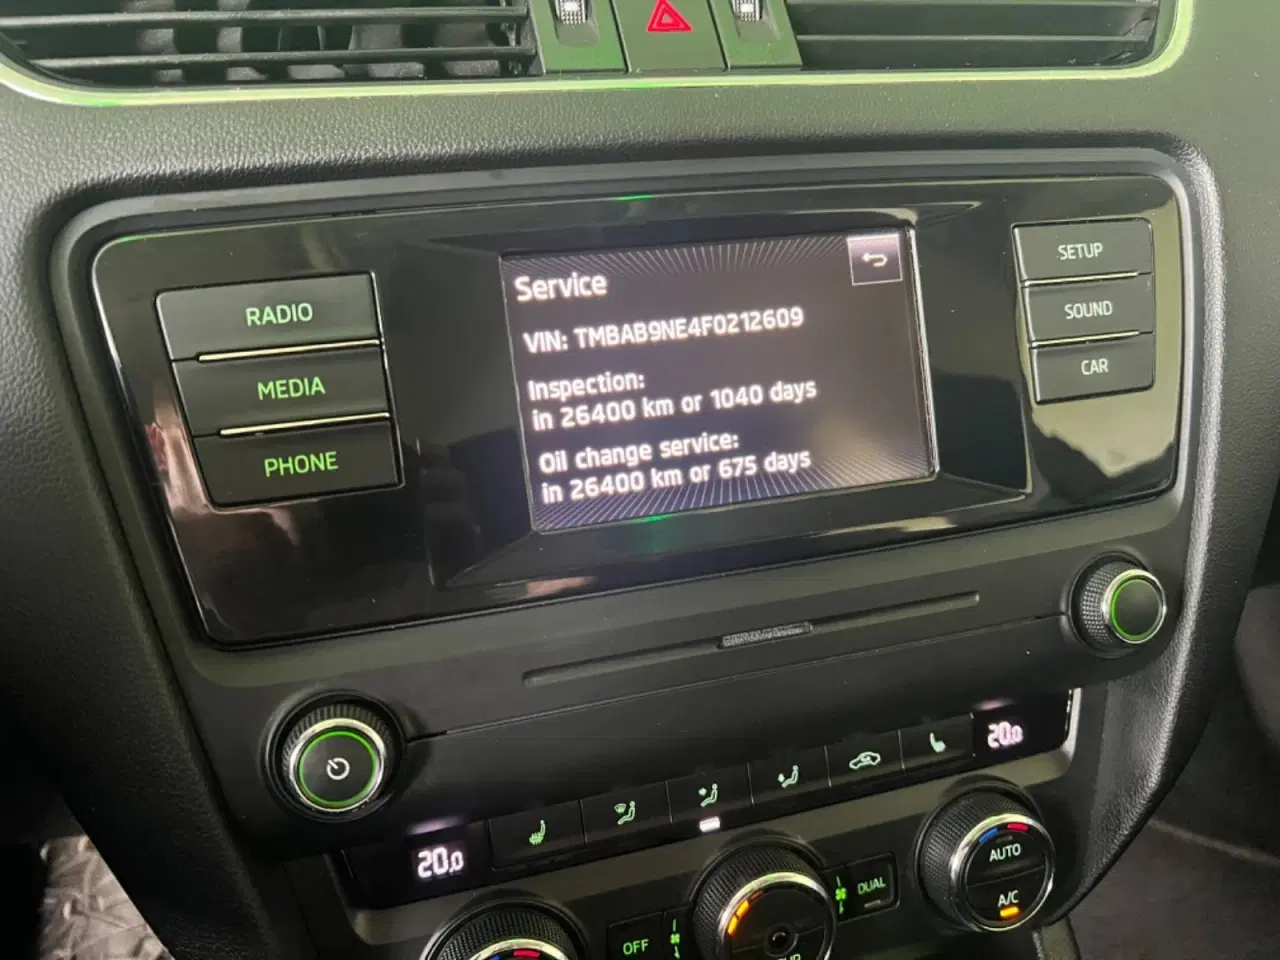 Service
VIN: TMBAB9NE4F0212609
Inspection:
in 26400 km or 1040 days
Oil change service:
in 26400 km or 675 days
RADIO
MEDIA
PHONE
SETUP
SOUND
CAR
20.0
20.0
AUTO
A/C
DUAL
OFF